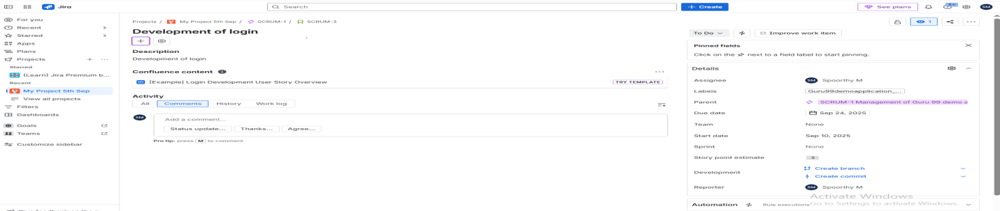 Jira
Search
+ Create
See plans
3+
SM
For you
Recent
Starred
Apps
Plans
Projects
Starred
(Learn) Jira Premium b...
Recent
My Project 5th Sep
View all projects
Filters
Dashboards
Goals
Teams
Customize sidebar
Projects / My Project 5th Sep / SCRUM-1 / SCRUM-3
Development of login
Description
Development of login
Confluence content
[Example] Login Development User Story Overview
TRY TEMPLATE
Activity
All Comments History Work log
SM
Add a comment...
Status update... Thanks... Agree...
Pro tip: press M to comment
1
To Do
Improve work item
Pinned fields
Click on the next to a field label to start pinning.
Details
Assignee SM Spoorthy M
Labels Guru99demoapplication_...
Parent SCRUM-1 Management of Guru 99 demo a
Due date Sep 24, 2025
Team None
Start date Sep 10, 2025
Sprint None
Story point estimate 3
Development Create branch
Create commit
Reporter SM Spoorthy M
Activate Windows
Automation Rule executions
Go to Settings to activate Windows.